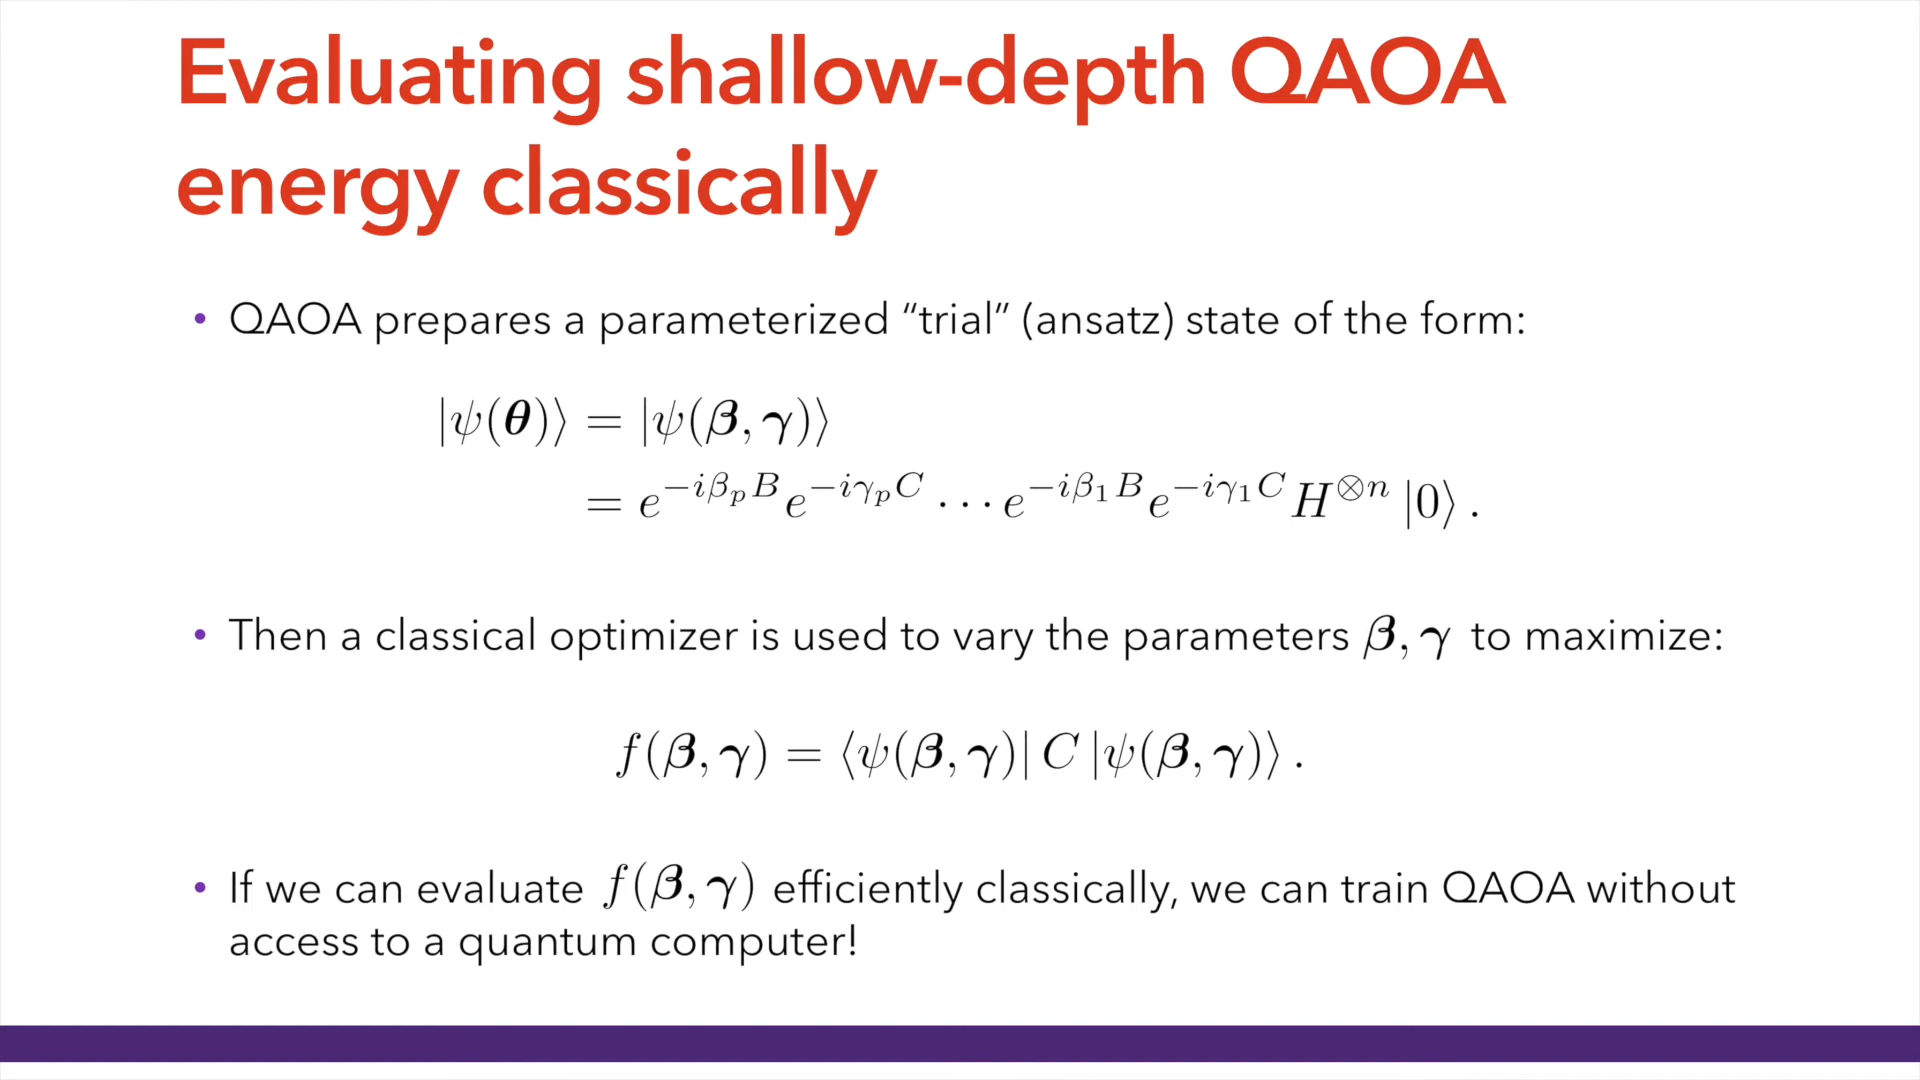 Evaluating shallow-depth QAOA
energy classically
• QAOA prepares a parameterized “trial” (ansatz) state of the form:
|ψ(𝜽)⟩ = |ψ(𝜷, 𝜸)⟩
= e^{−iβ_p B} e^{−iγ_p C} ··· e^{−iβ_1 B} e^{−iγ_1 C} H^{⊗n} |0⟩ .
• Then a classical optimizer is used to vary the parameters 𝜷, 𝜸 to maximize:
f(𝜷, 𝜸) = ⟨ψ(𝜷, 𝜸)| C |ψ(𝜷, 𝜸)⟩ .
• If we can evaluate f(𝜷, 𝜸) efficiently classically, we can train QAOA without
access to a quantum computer!